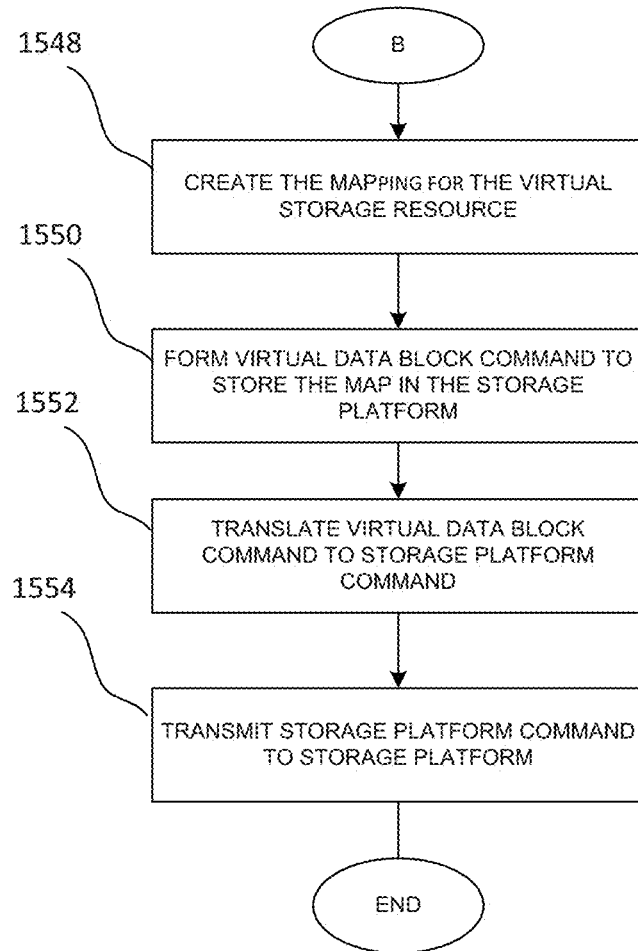 B
1548
CREATE THE MAPPING FOR THE VIRTUAL
STORAGE RESOURCE
1550
FORM VIRTUAL DATA BLOCK COMMAND TO
STORE THE MAP IN THE STORAGE
PLATFORM
1552
TRANSLATE VIRTUAL DATA BLOCK
COMMAND TO STORAGE PLATFORM
COMMAND
1554
TRANSMIT STORAGE PLATFORM COMMAND
TO STORAGE PLATFORM
END